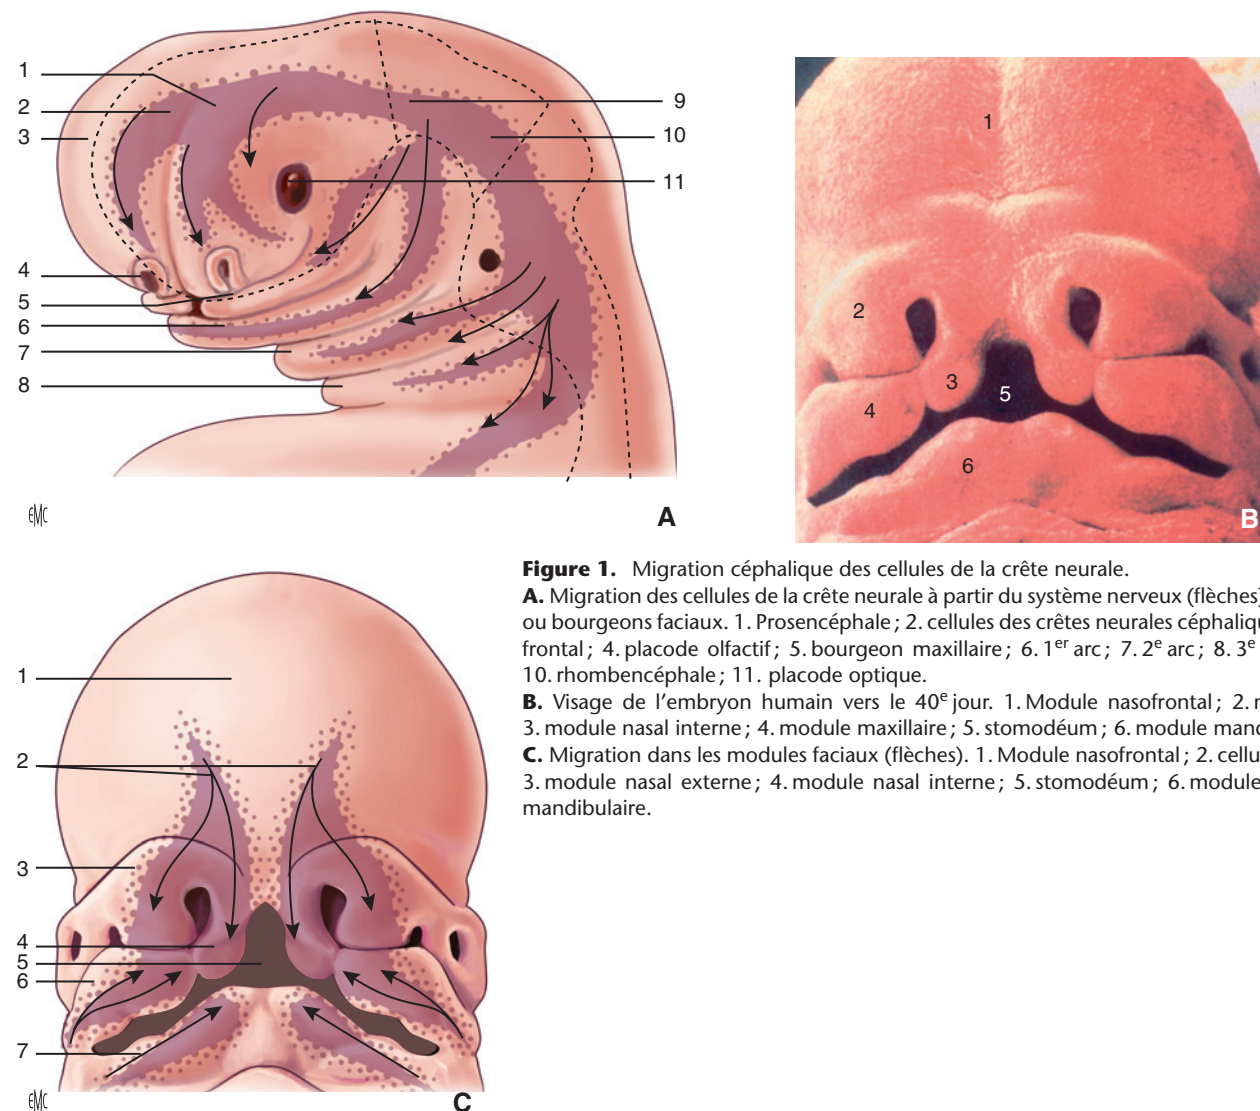 1
2
3
4
5
6
7
8
9
10
11
A
EMC
1
2
3
4
5
6
B
Figure 1. Migration céphalique des cellules de la crête neurale.
A. Migration des cellules de la crête neurale à partir du système nerveux (flèches)
ou bourgeons faciaux. 1. Prosencéphale ; 2. cellules des crêtes neurales
frontal ; 4. placode olfactif ; 5. bourgeon maxillaire ; 6. 1er arc ; 7. 2e arc ; 8. 3e
10. rhombencéphale ; 11. placode optique.
B. Visage de l'embryon humain vers le 40e jour. 1. Module nasofrontal ; 2.
3. module nasal interne ; 4. module maxillaire ; 5. stomodéum ; 6. module
C. Migration dans les modules faciaux (flèches). 1. Module nasofrontal ; 2.
3. module nasal externe ; 4. module nasal interne ; 5. stomodéum ; 6. module
mandibulaire.
1
2
3
4
5
6
7
EMC
C